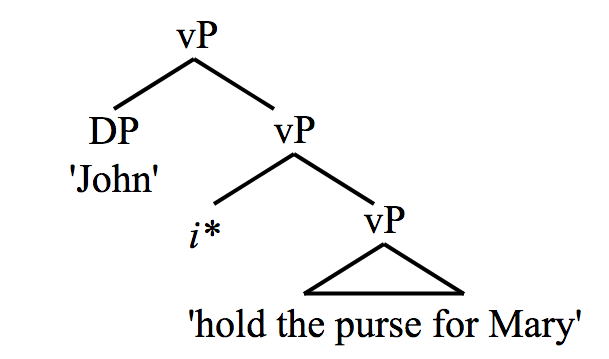 vP
DP
vP
'John'
i*
vP
'hold the purse for Mary'